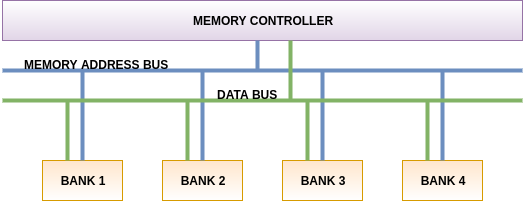 MEMORY CONTROLLER
MEMORY ADDRESS BUS
DATA BUS
BANK 1
BANK 2
BANK 3
BANK 4